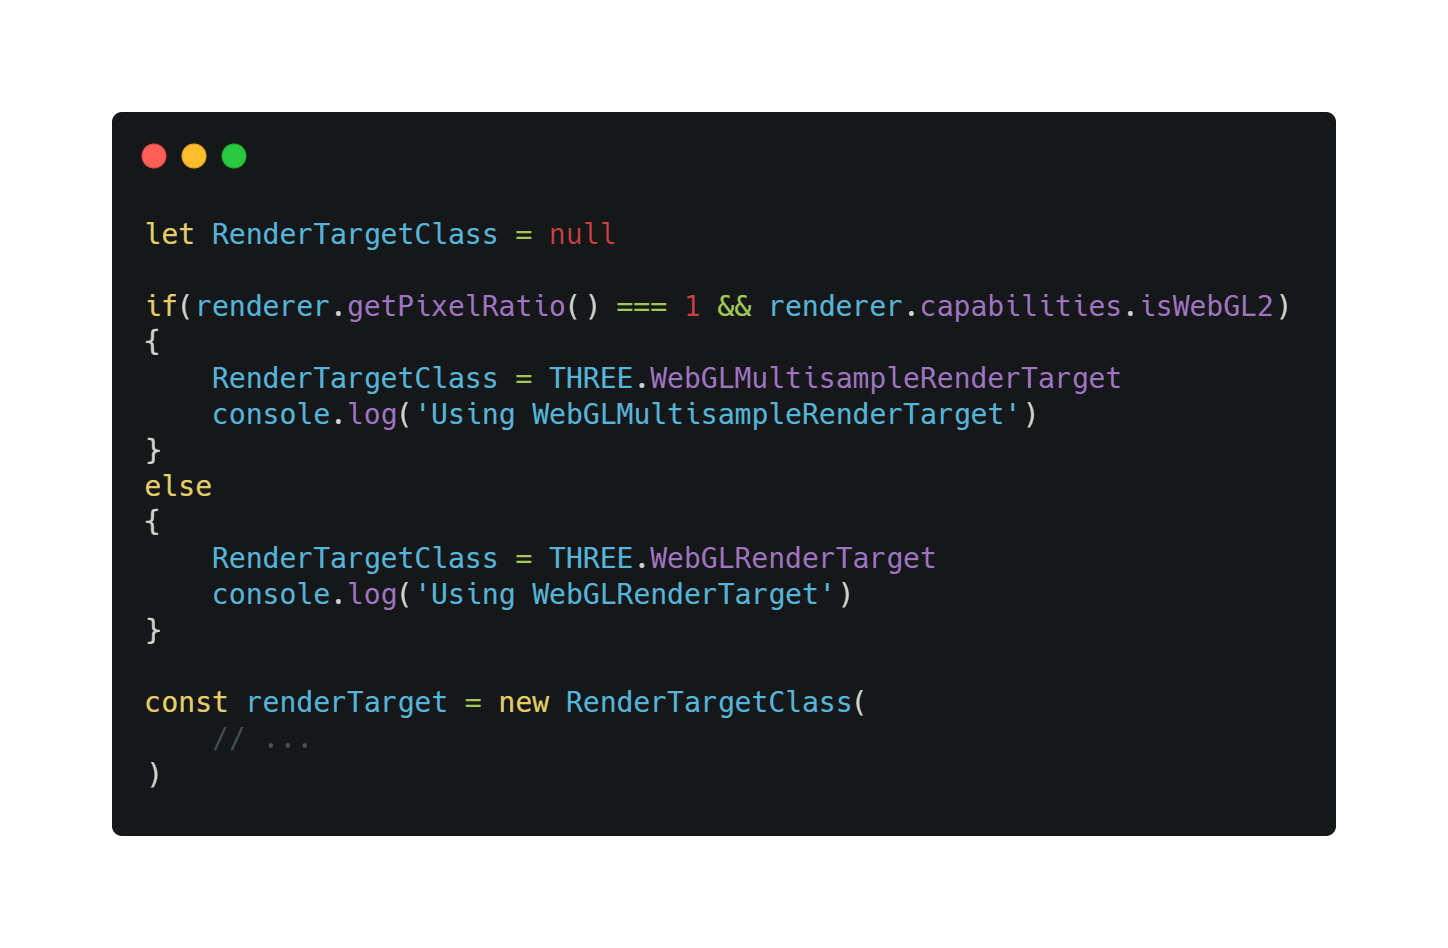 let RenderTargetClass = null
if(renderer.getPixelRatio() === 1 && renderer.capabilities.isWebGL2)
{
    RenderTargetClass = THREE.WebGLMultisampleRenderTarget
    console.log('Using WebGLMultisampleRenderTarget')
}
else
{
    RenderTargetClass = THREE.WebGLRenderTarget
    console.log('Using WebGLRenderTarget')
}
const renderTarget = new RenderTargetClass(
    // ...
)